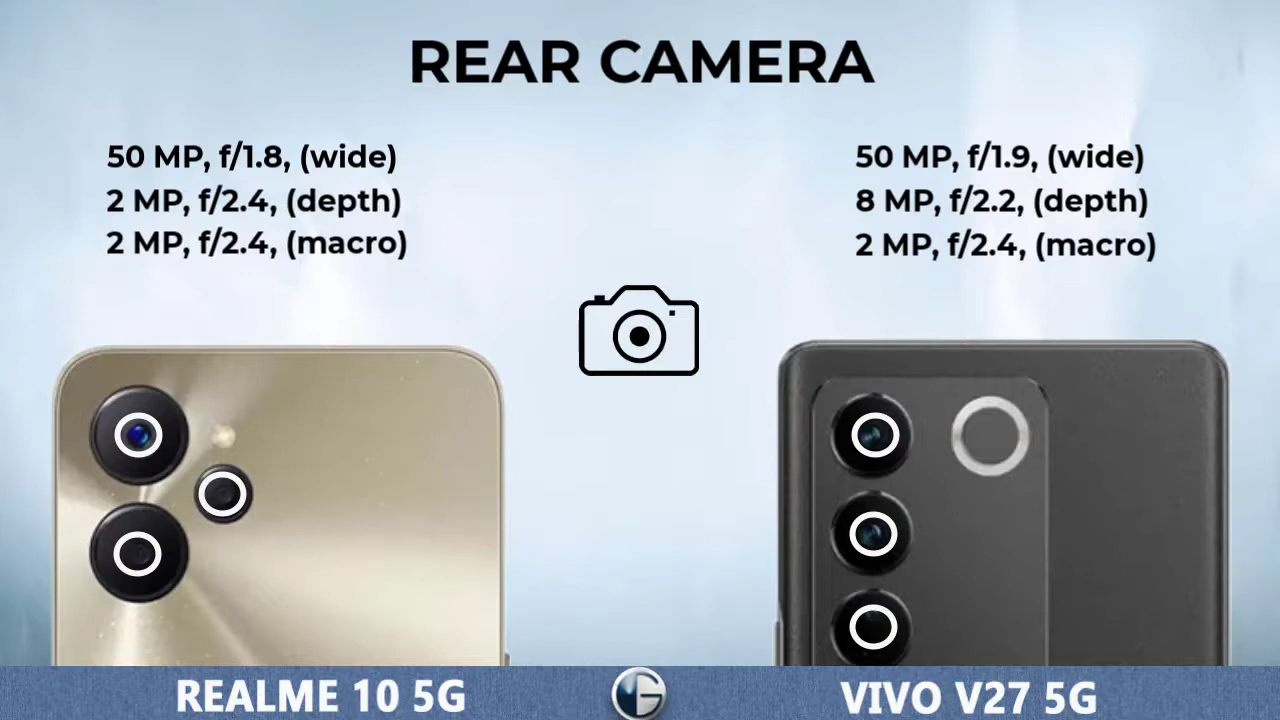 REAR CAMERA
50 MP, f/1.8, (wide)
2 MP, f/2.4, (depth)
2 MP, f/2.4, (macro)
50 MP, f/1.9, (wide)
8 MP, f/2.2, (depth)
2 MP, f/2.4, (macro)
REALME 10 5G
VIVO V27 5G